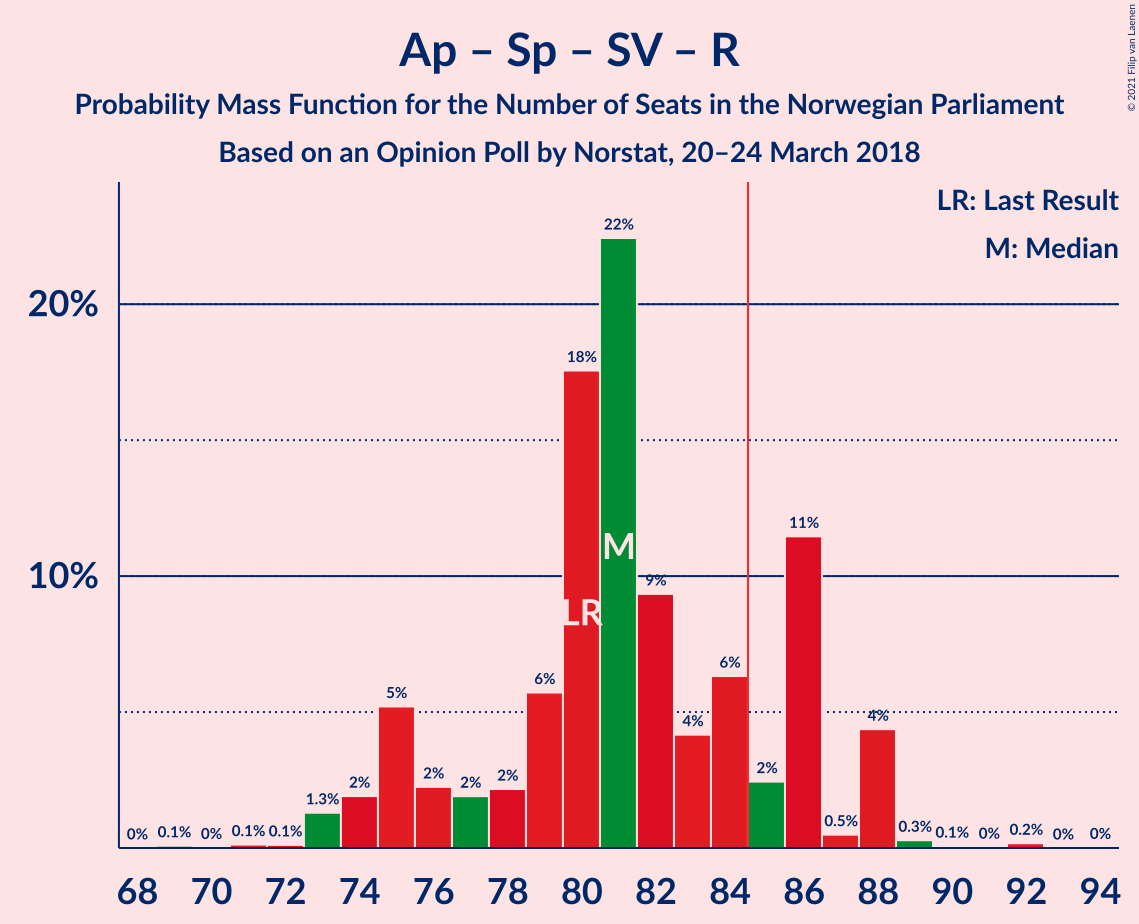 Ap – Sp – SV – R
Probability Mass Function for the Number of Seats in the Norwegian Parliament
Based on an Opinion Poll by Norstat, 20–24 March 2018
© 2021 Filip van Laenen
LR: Last Result
M: Median
20%
10%
0% 0.1% 0% 0.1% 0.1% 1.3% 2% 5% 2% 2% 2% 6% 18% 22% 9% 4% 6% 2% 11% 0.5% 4% 0.3% 0.1% 0% 0.2% 0% 0%
M
LR
68 70 72 74 76 78 80 82 84 86 88 90 92 94